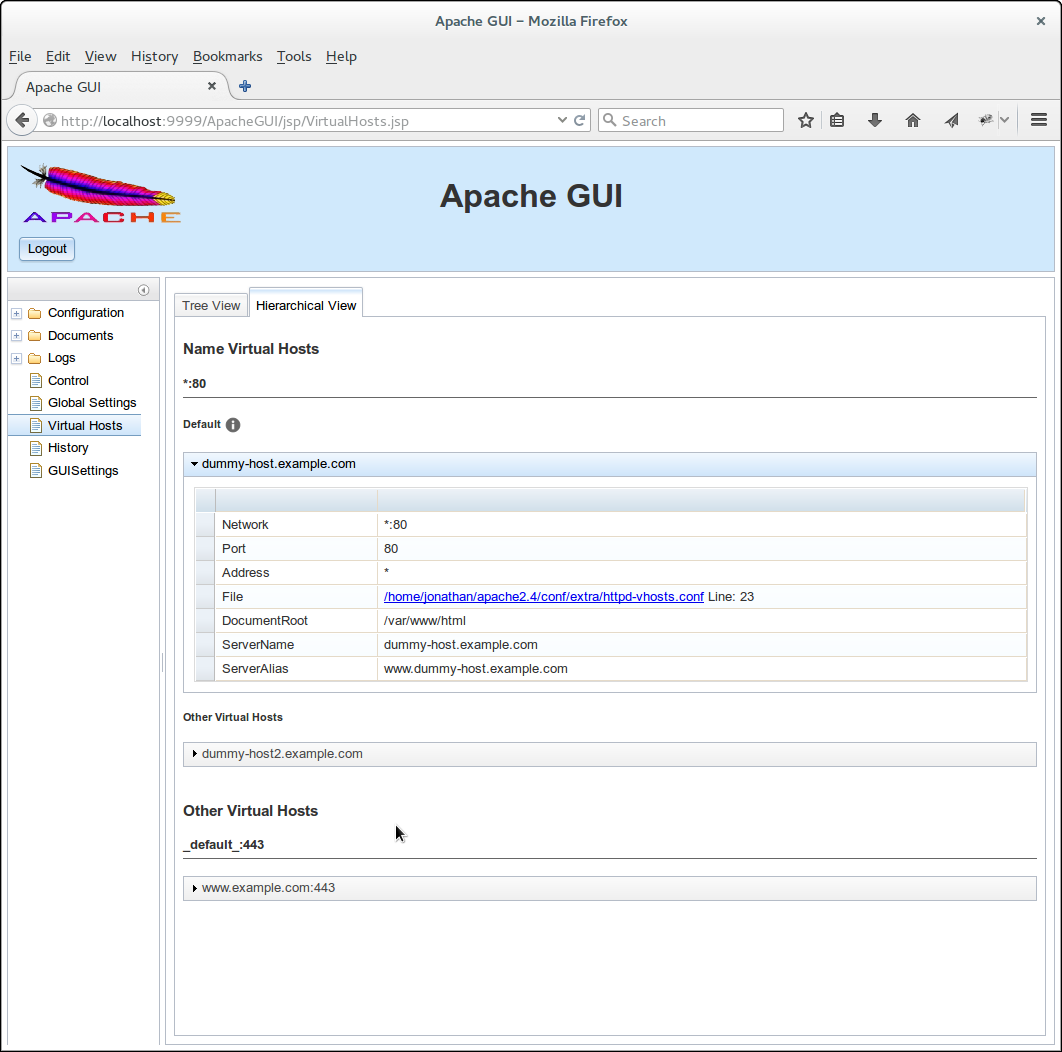 Apache GUI – Mozilla Firefox
File Edit View History Bookmarks Tools Help
Apache GUI
http://localhost:9999/ApacheGUI/jsp/VirtualHosts.jsp
Search
APACHE
Apache GUI
Logout
Configuration
Documents
Logs
Control
Global Settings
Virtual Hosts
History
GUISettings
Tree View Hierarchical View
Name Virtual Hosts
*:80
Default
dummy-host.example.com
Network *:80
Port 80
Address *
File /home/jonathan/apache2.4/conf/extra/httpd-vhosts.conf Line: 23
DocumentRoot /var/www/html
ServerName dummy-host.example.com
ServerAlias www.dummy-host.example.com
Other Virtual Hosts
dummy-host2.example.com
Other Virtual Hosts
_default_:443
www.example.com:443